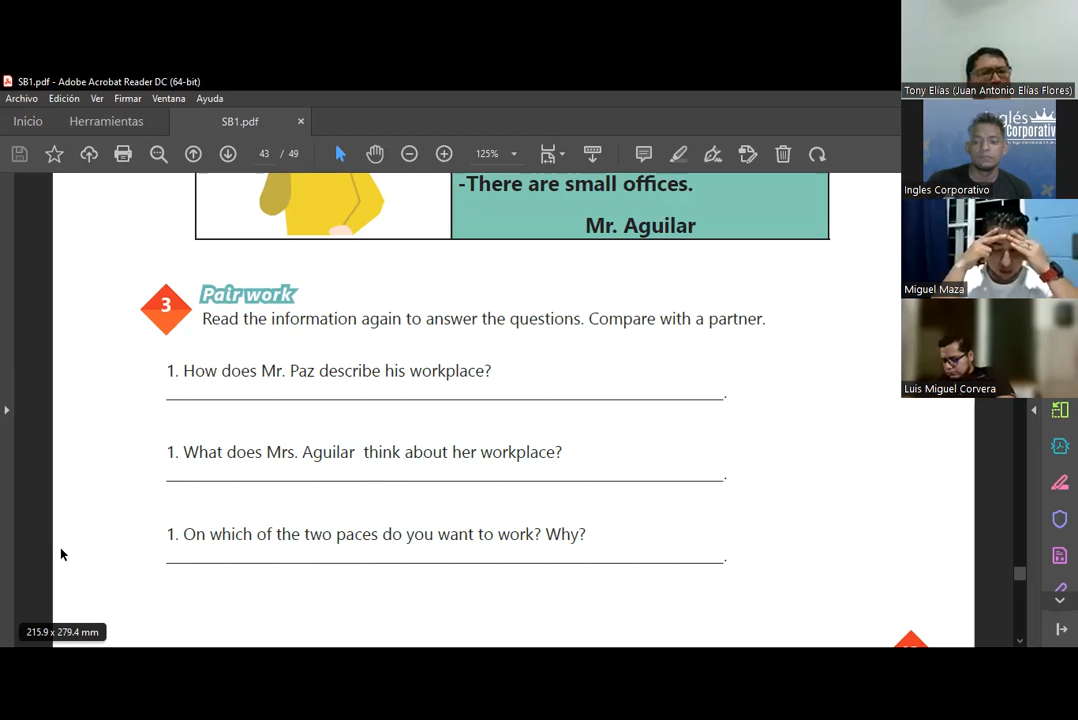 SB1.pdf - Adobe Acrobat Reader DC (64-bit)
Archivo Edición Ver Firmar Ventana Ayuda
Inicio Herramientas SB1.pdf ×
43 / 49 125%
-There are small offices.
Mr. Aguilar
3 Pair work
Read the information again to answer the questions. Compare with a partner.
1. How does Mr. Paz describe his workplace?
.
1. What does Mrs. Aguilar think about her workplace?
.
1. On which of the two paces do you want to work? Why?
.
215.9 x 279.4 mm
Tony Elías (Juan Antonio Elías Flores)
Inglés
Corporativo
Ingles Corporativo
Miguel Maza
Luis Miguel Corvera